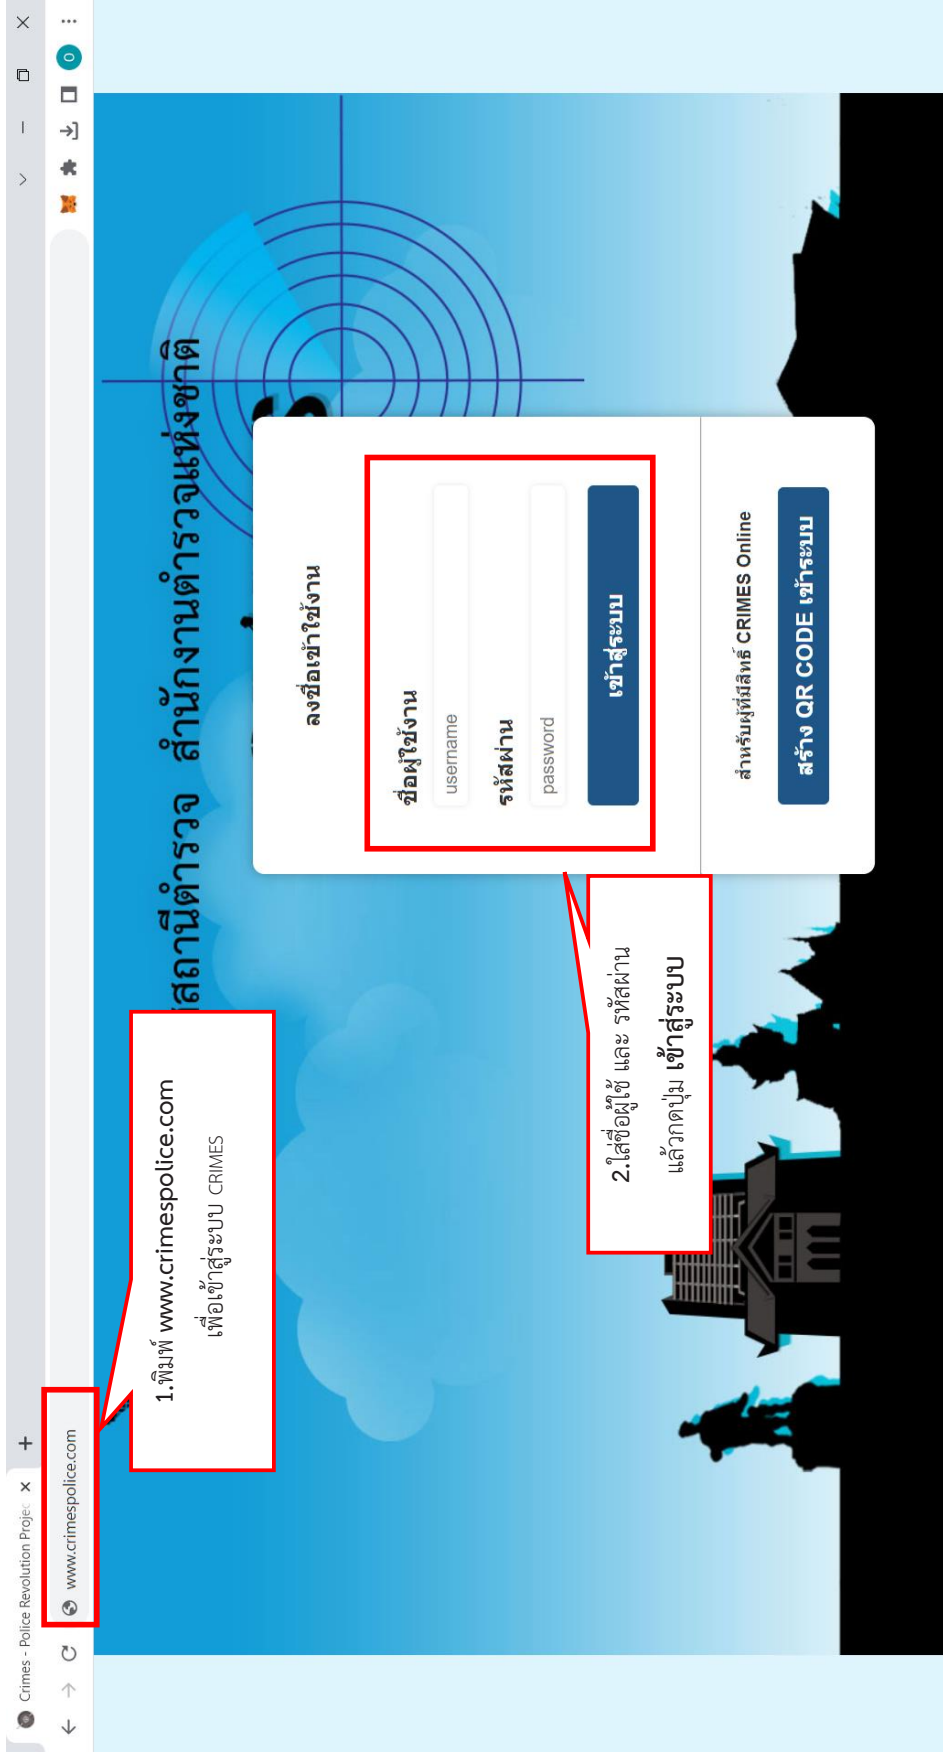 Crimes - Police Revolution Projec
www.crimespolice.com
สถานีตำรวจ สำนักงานตำรวจแห่งชาติ
1.พิมพ์ www.crimespolice.com
เพื่อเข้าสู่ระบบ CRIMES
ลงชื่อเข้าใช้งาน
ชื่อผู้ใช้งาน
username
รหัสผ่าน
password
เข้าสู่ระบบ
2.ใส่ชื่อผู้ใช้ และ รหัสผ่าน
แล้วกดปุ่ม เข้าสู่ระบบ
สำหรับผู้ที่มีสิทธิ์ CRIMES Online
สร้าง QR CODE เข้าระบบ